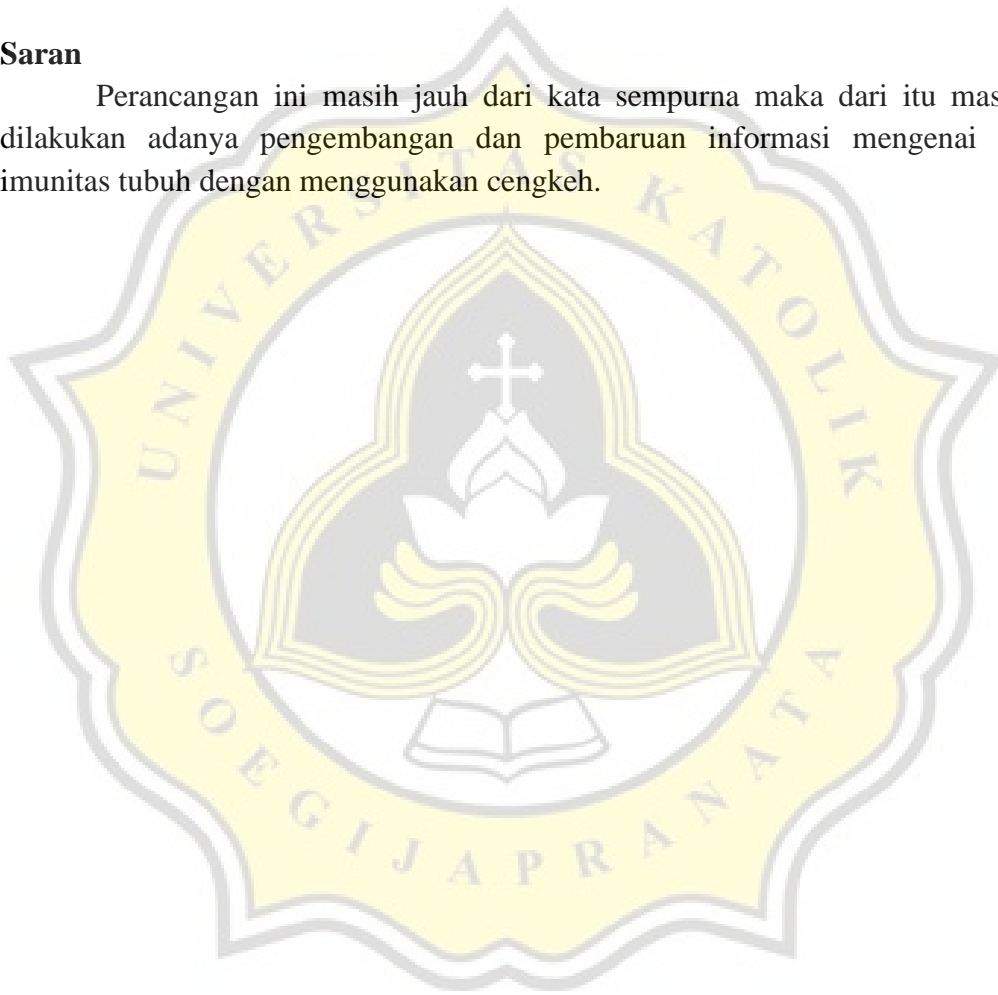 Saran
Perancangan ini masih jauh dari kata sempurna maka dari itu mas
dilakukan adanya pengembangan dan pembaruan informasi mengenai
imunitas tubuh dengan menggunakan cengkeh.
UNIVERSITAS KATOLIK
SOEGIJAPRANATA